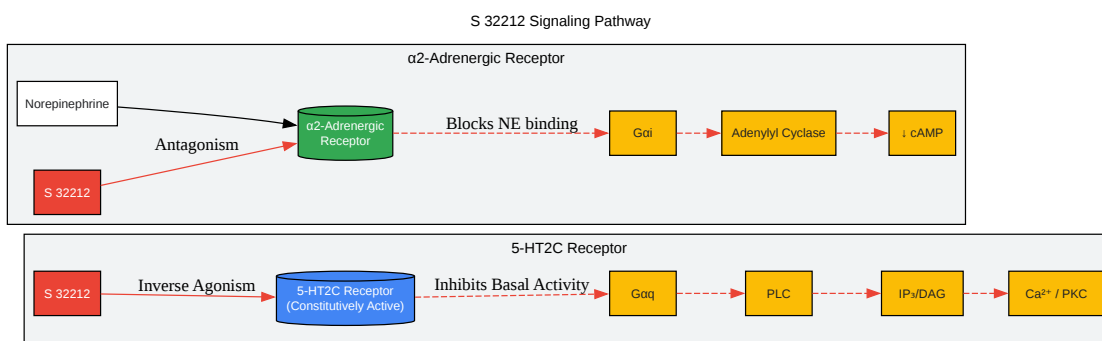 S 32212 Signaling Pathway
α2-Adrenergic Receptor
Norepinephrine
Antagonism
S 32212
α2-Adrenergic
Receptor
Blocks NE binding
Gαi
Adenylyl Cyclase
↓ cAMP
5-HT2C Receptor
S 32212
Inverse Agonism
5-HT2C Receptor
(Constitutively Active)
Inhibits Basal Activity
Gαq
PLC
IP₃/DAG
Ca²⁺ / PKC